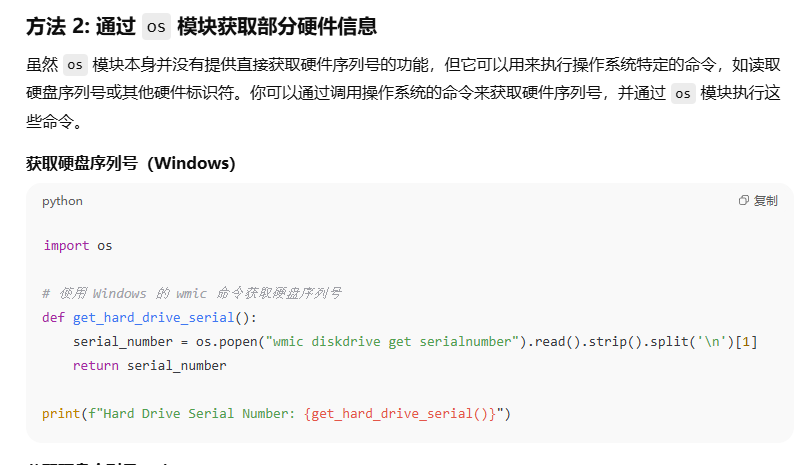 方法 2: 通过 os 模块获取部分硬件信息
虽然 os 模块本身并没有提供直接获取硬件序列号的功能，但它可以用来执行操作系统特定的命令，如读取
硬盘序列号或其他硬件标识符。你可以通过调用操作系统的命令来获取硬件序列号，并通过 os 模块执行这
些命令。
获取硬盘序列号（Windows）
python 复制
import os
# 使用 Windows 的 wmic 命令获取硬盘序列号
def get_hard_drive_serial():
    serial_number = os.popen("wmic diskdrive get serialnumber").read().strip().split('\n')[1]
    return serial_number
print(f"Hard Drive Serial Number: {get_hard_drive_serial()}")